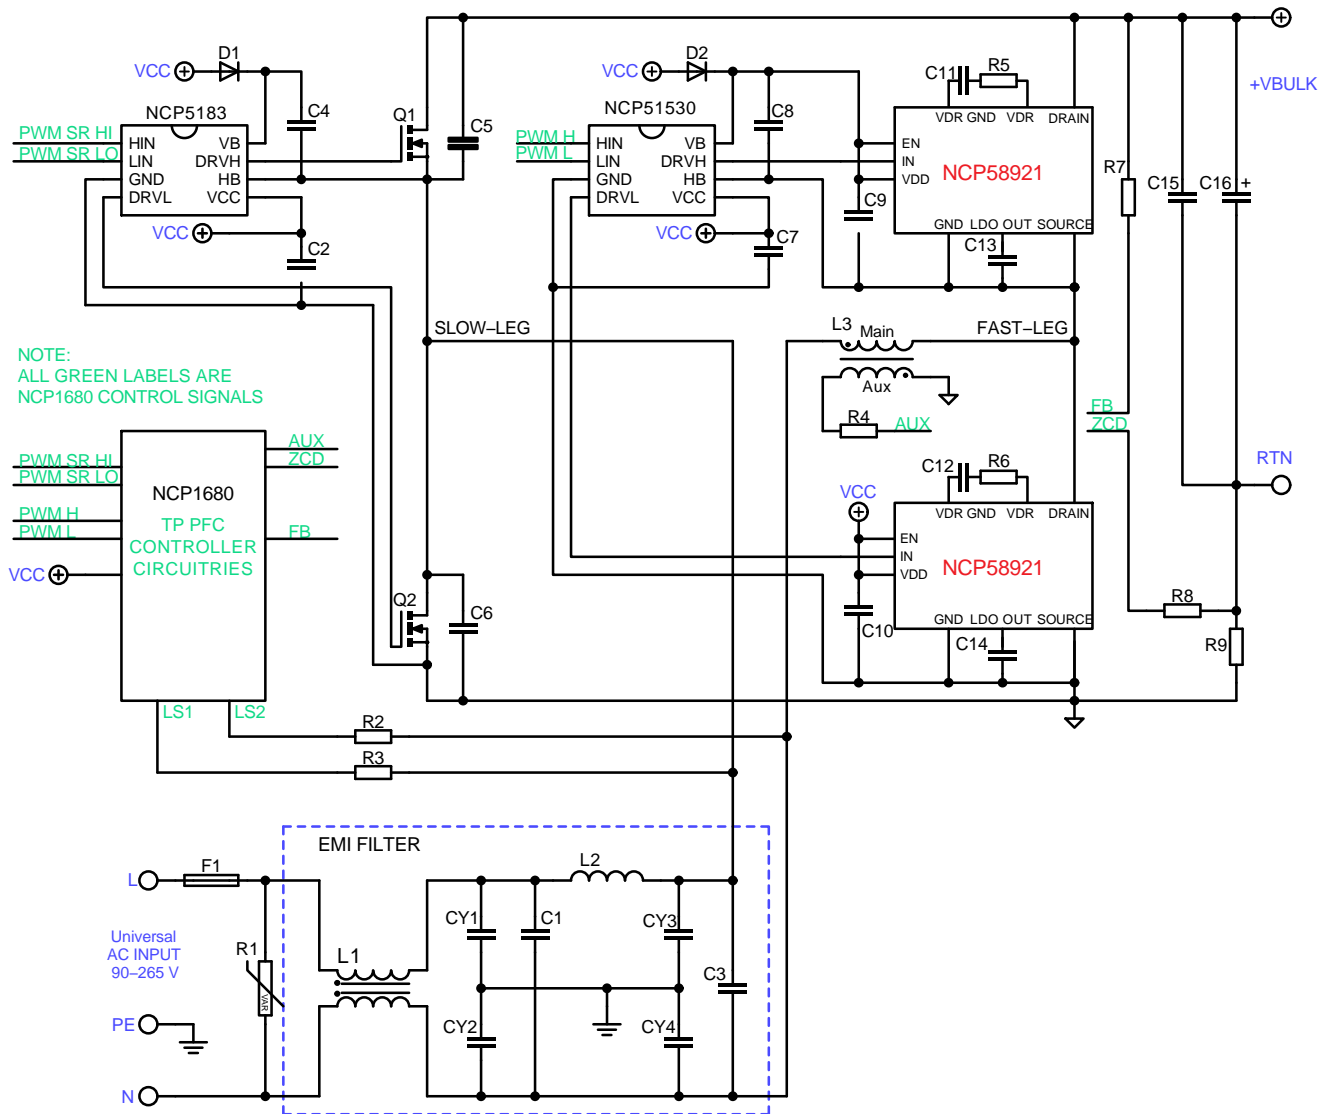 D1
VCC
NCP5183
C4
Q1
C5
PWM SR HI
PWM SR LO
HIN
LIN
GND
DRVL
VB
DRVH
HB
VCC
VCC
C2
D2
VCC
NCP51530
C8
PWM H
PWM L
HIN
LIN
GND
DRVL
VB
DRVH
HB
VCC
VCC
C7
C9
C11
R5
VDR GND
VDR
DRAIN
EN
IN
VDD
NCP58921
GND
LDO OUT
SOURCE
C13
R7
C15
C16
+
+VBULK
SLOW–LEG
L3
Main
FAST–LEG
Aux
R4
AUX
FB
ZCD
RTN
NOTE:
ALL GREEN LABELS ARE
NCP1680 CONTROL SIGNALS
PWM SR HI
PWM SR LO
PWM H
PWM L
VCC
NCP1680
TP PFC
CONTROLLER
CIRCUITRIES
AUX
ZCD
FB
LS1
LS2
Q2
C6
VCC
C12
R6
VDR GND
VDR
DRAIN
EN
IN
VDD
NCP58921
GND
LDO OUT
SOURCE
C10
C14
R8
R9
R2
R3
EMI FILTER
L
F1
Universal
AC INPUT
90–265 V
R1
VAR
L1
CY1
C1
L2
CY3
C3
PE
CY2
CY4
N